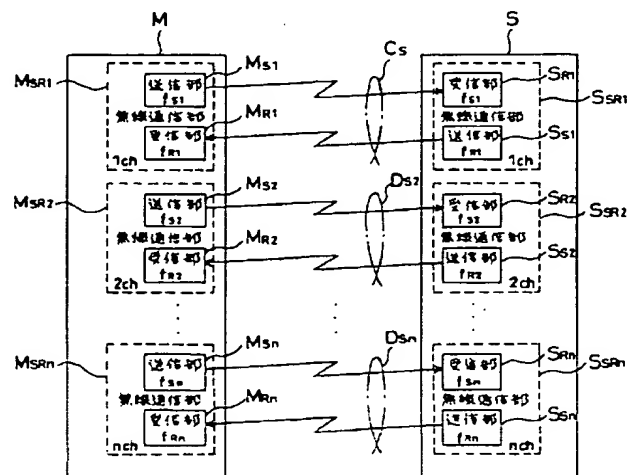 M
S
MSR1
MS1
CS
SR1
SSR1
送信部
fS1
受信部
fS1
無線通信部
無線通信部
MR1
SS1
受信部
fR1
送信部
fR1
1ch
1ch
MSR2
MS2
DS2
SR2
SSR2
送信部
fS2
受信部
fS2
無線通信部
無線通信部
MR2
SS2
受信部
fR2
送信部
fR2
2ch
2ch
MSRn
MSn
DSn
SRn
SSRn
送信部
fSn
受信部
fSn
無線通信部
無線通信部
MRn
SSn
受信部
fRn
送信部
fRn
nch
nch